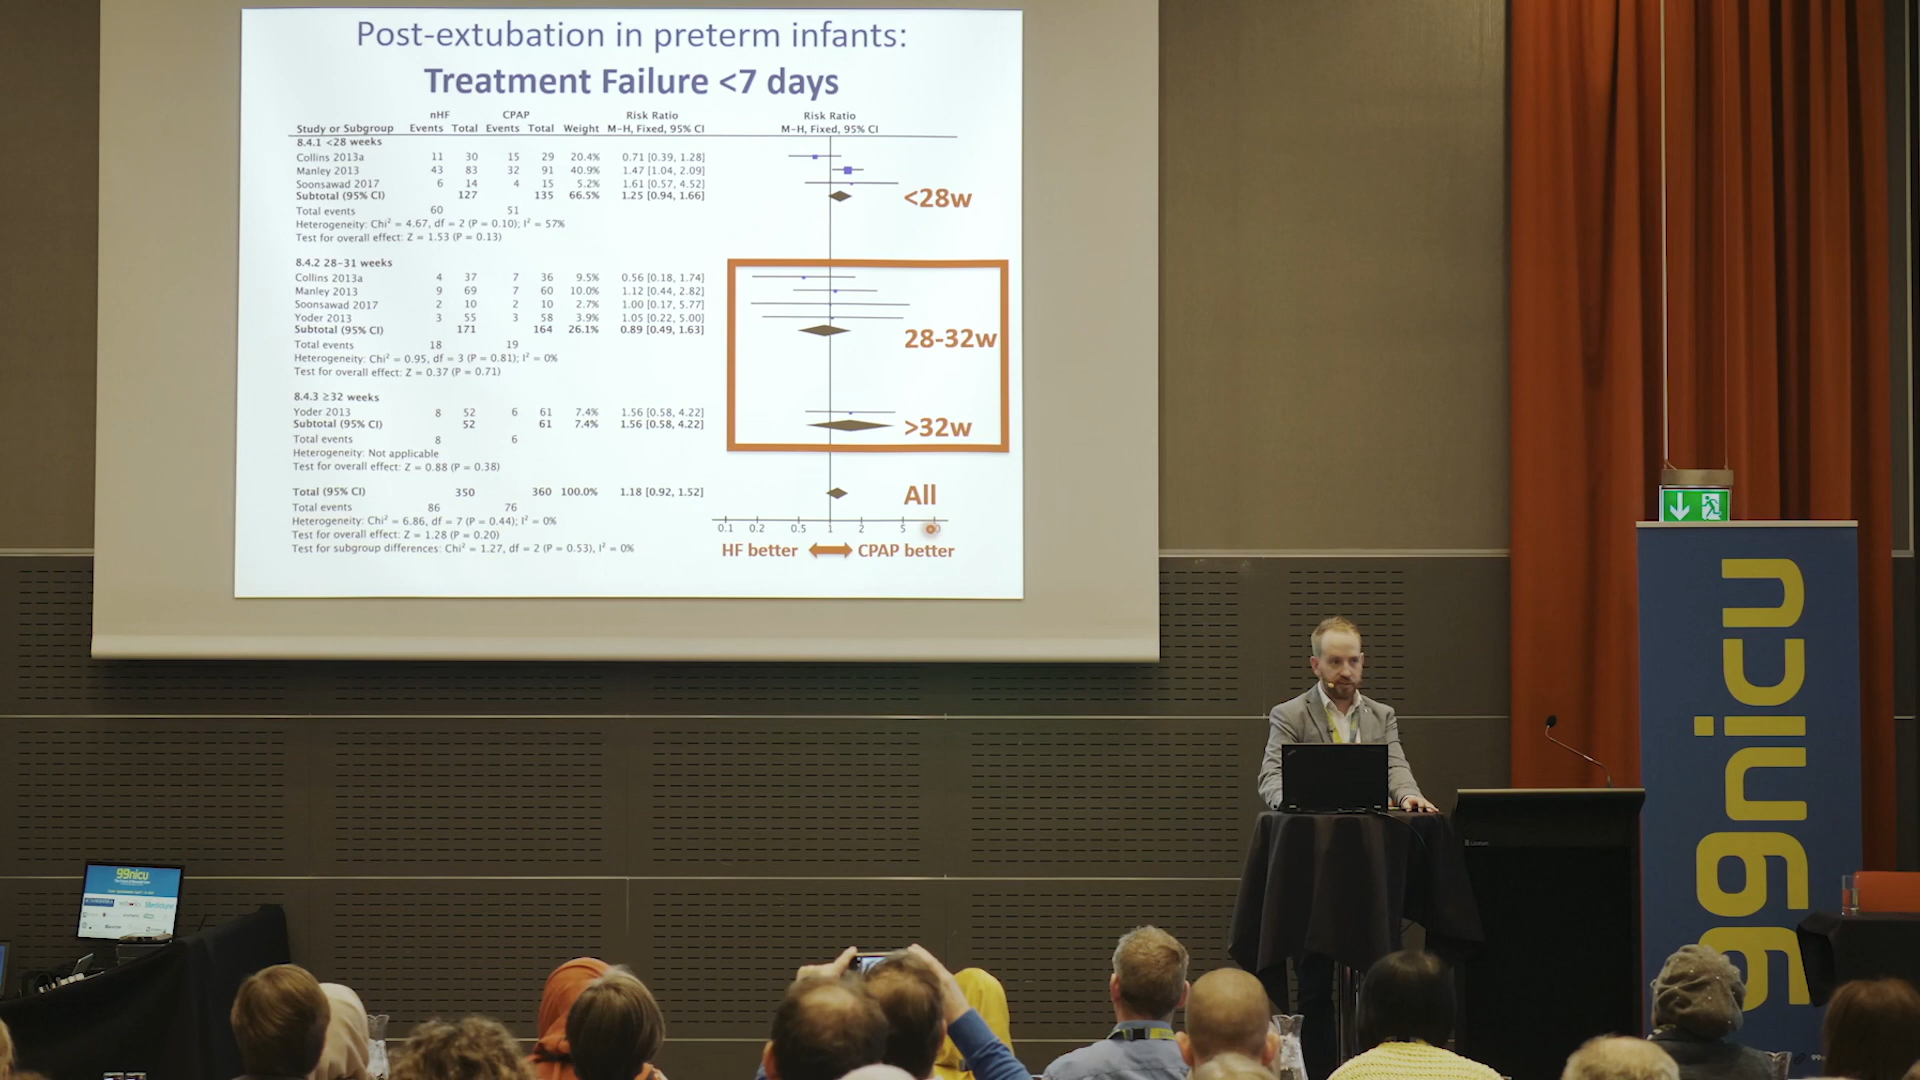 Post-extubation in preterm infants:
Treatment Failure <7 days
nHF CPAP Risk Ratio Risk Ratio
Study or Subgroup Events Total Events Total Weight M-H, Fixed, 95% CI M-H, Fixed, 95% CI
8.4.1 <28 weeks
Collins 2013a 11 30 15 29 20.4% 0.71 [0.39, 1.28]
Manley 2013 43 83 32 91 40.9% 1.47 [1.04, 2.09]
Soonsawad 2017 6 14 4 15 5.2% 1.61 [0.57, 4.52]
Subtotal (95% CI) 127 135 66.5% 1.25 [0.94, 1.66]
<28w
Total events 60 51
Heterogeneity: Chi² = 4.67, df = 2 (P = 0.10); I² = 57%
Test for overall effect: Z = 1.53 (P = 0.13)
8.4.2 28-31 weeks
Collins 2013a 4 37 7 36 9.5% 0.56 [0.18, 1.74]
Manley 2013 9 69 7 60 10.0% 1.12 [0.44, 2.82]
Soonsawad 2017 2 10 2 10 2.7% 1.00 [0.17, 5.77]
Yoder 2013 3 55 3 58 3.9% 1.05 [0.22, 5.00]
Subtotal (95% CI) 171 164 26.1% 0.89 [0.49, 1.63]
28-32w
Total events 18 19
Heterogeneity: Chi² = 0.95, df = 3 (P = 0.81); I² = 0%
Test for overall effect: Z = 0.37 (P = 0.71)
8.4.3 ≥32 weeks
Yoder 2013 8 52 6 61 7.4% 1.56 [0.58, 4.22]
Subtotal (95% CI) 52 61 7.4% 1.56 [0.58, 4.22]
>32w
Total events 8 6
Heterogeneity: Not applicable
Test for overall effect: Z = 0.88 (P = 0.38)
Total (95% CI) 350 360 100.0% 1.18 [0.92, 1.52]
All
Total events 86 76
Heterogeneity: Chi² = 6.86, df = 7 (P = 0.44); I² = 0%
Test for overall effect: Z = 1.28 (P = 0.20)
Test for subgroup differences: Chi² = 1.27, df = 2 (P = 0.53), I² = 0%
0.1 0.2 0.5 1 2 5
HF better CPAP better
99nicu
99nicu